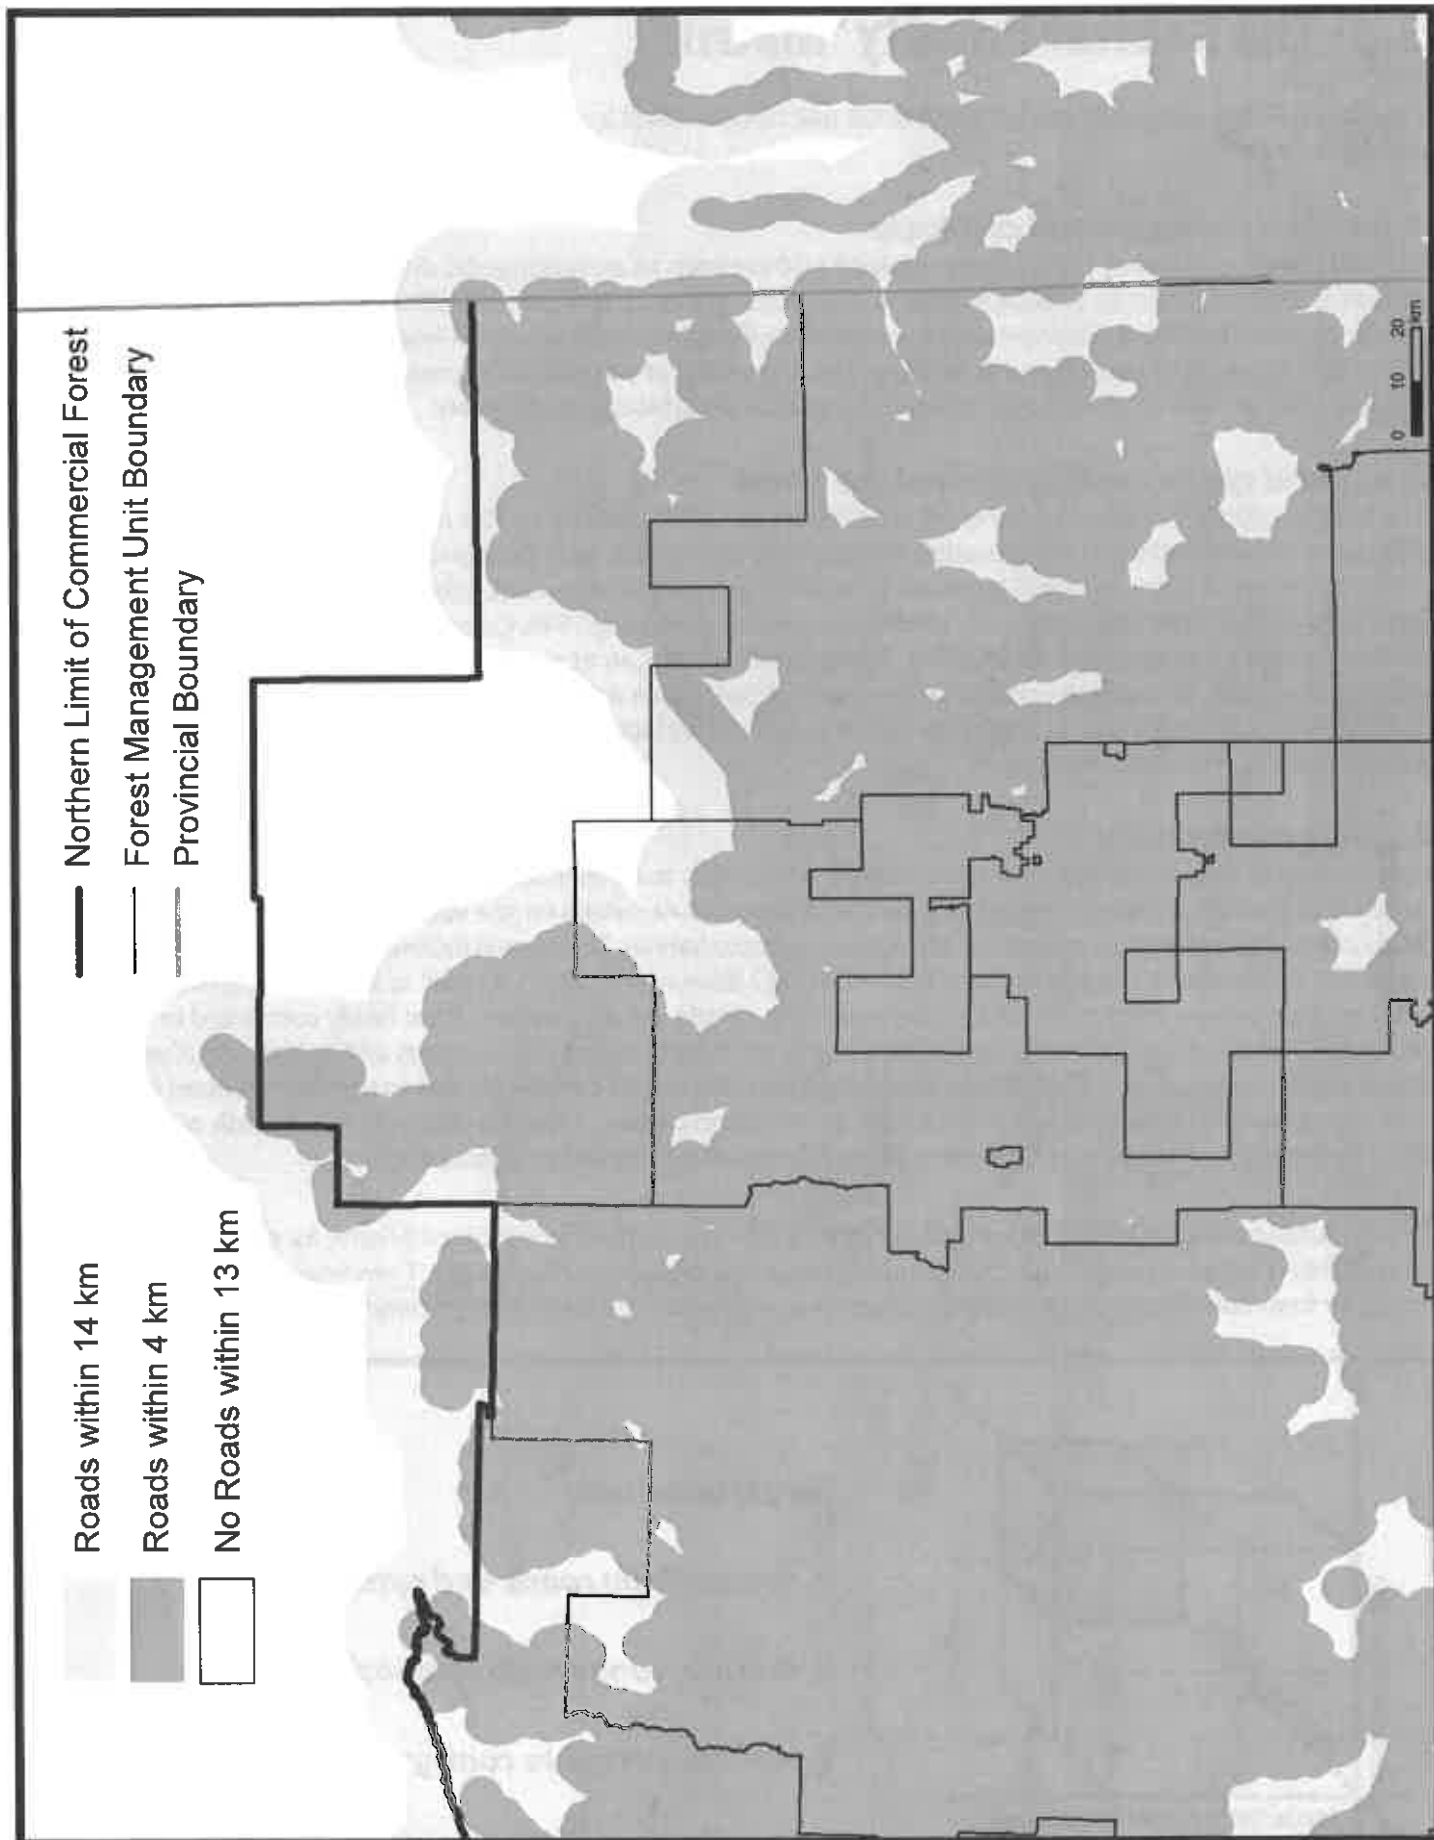 Roads within 14 km
Roads within 4 km
No Roads within 13 km
Northern Limit of Commercial Forest
Forest Management Unit Boundary
Provincial Boundary
0 10 20
km